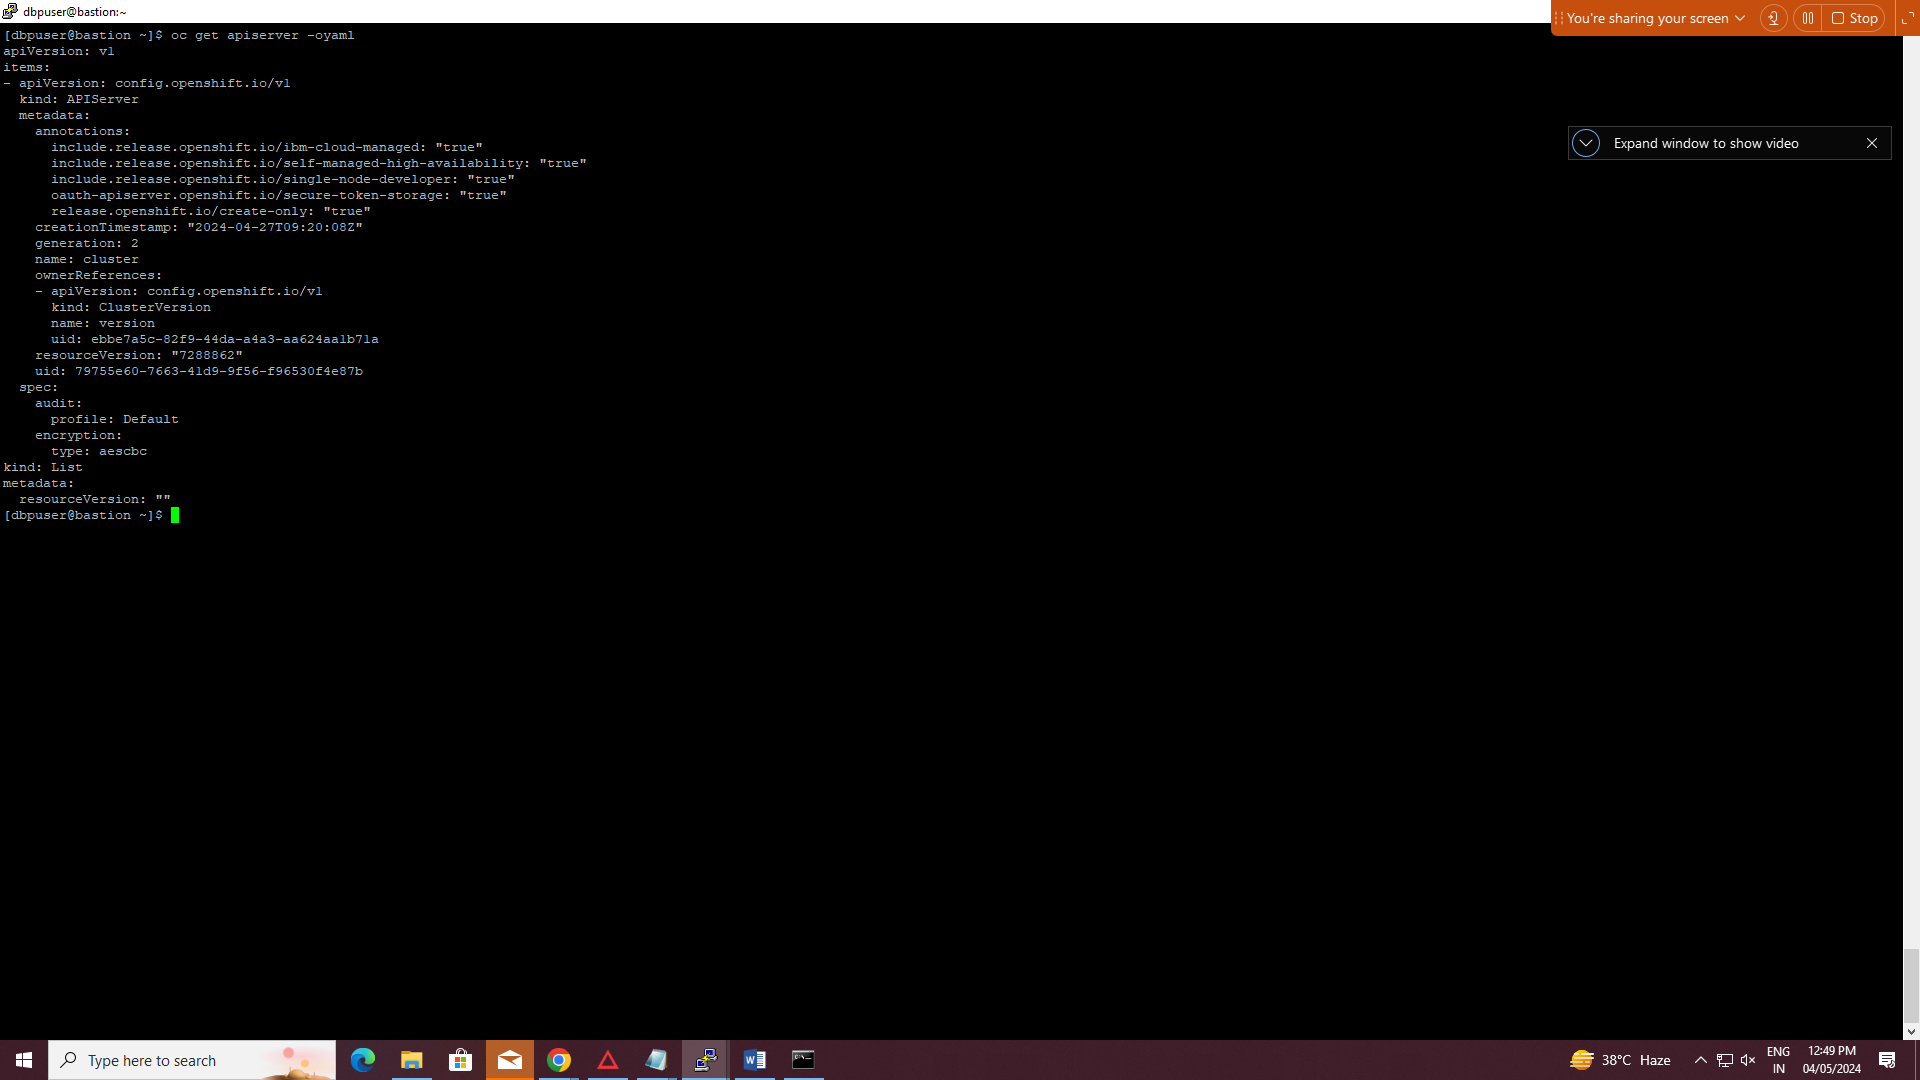 dbpuser@bastion:~
You're sharing your screen
Stop
[dbpuser@bastion ~]$ oc get apiserver -oyaml
apiVersion: v1
items:
- apiVersion: config.openshift.io/v1
  kind: APIServer
  metadata:
    annotations:
      include.release.openshift.io/ibm-cloud-managed: "true"
      include.release.openshift.io/self-managed-high-availability: "true"
      include.release.openshift.io/single-node-developer: "true"
      oauth-apiserver.openshift.io/secure-token-storage: "true"
      release.openshift.io/create-only: "true"
    creationTimestamp: "2024-04-27T09:20:08Z"
    generation: 2
    name: cluster
    ownerReferences:
    - apiVersion: config.openshift.io/v1
      kind: ClusterVersion
      name: version
      uid: ebbe7a5c-82f9-44da-a4a3-aa624aa1b71a
    resourceVersion: "7288862"
    uid: 79755e60-7663-41d9-9f56-f96530f4e87b
  spec:
    audit:
      profile: Default
    encryption:
      type: aescbc
kind: List
metadata:
  resourceVersion: ""
[dbpuser@bastion ~]$
Expand window to show video
Type here to search
38°C Haze
ENG
IN
12:49 PM
04/05/2024